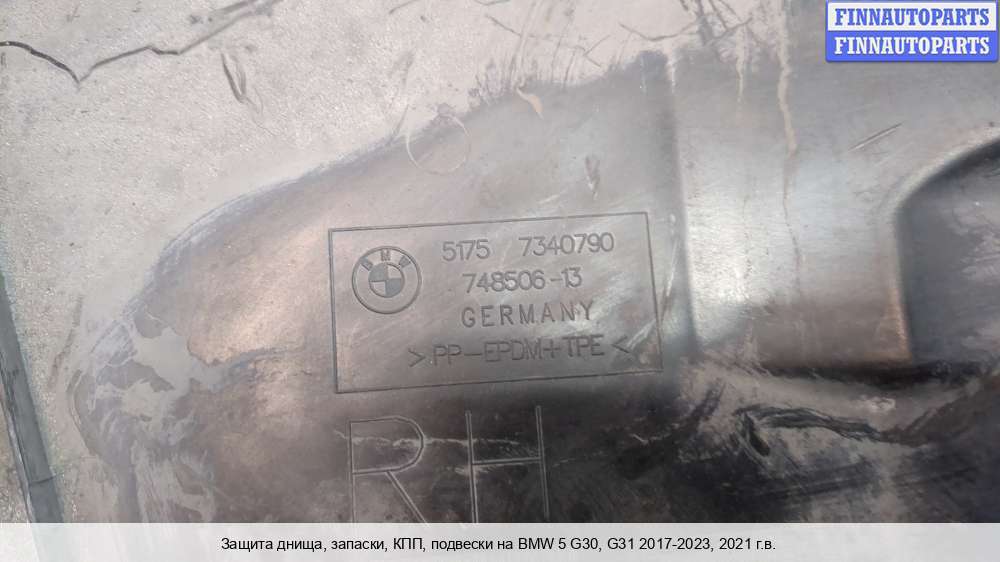 FINNAUTOPARTS
FINNAUTOPARTS
BMW
5175 7340790
748506-13
GERMANY
>PP-EPDM+TPE<
RH
Защита днища, запаски, КПП, подвески на BMW 5 G30, G31 2017-2023, 2021 г.в.